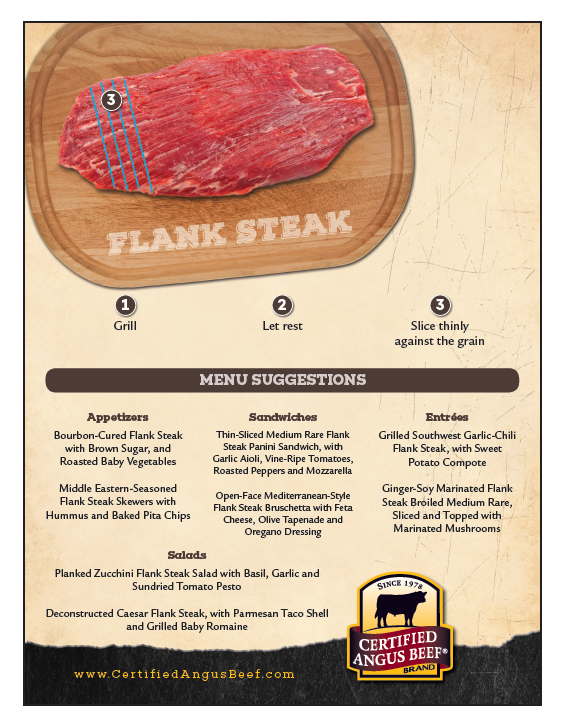 3
FLANK STEAK
1
Grill
2
Let rest
3
Slice thinly
against the grain
MENU SUGGESTIONS
Appetizers
Bourbon-Cured Flank Steak
with Brown Sugar, and
Roasted Baby Vegetables
Middle Eastern-Seasoned
Flank Steak Skewers with
Hummus and Baked Pita Chips
Sandwiches
Thin-Sliced Medium Rare Flank
Steak Panini Sandwich, with
Garlic Aioli, Vine-Ripe Tomatoes,
Roasted Peppers and Mozzarella
Open-Face Mediterranean-Style
Flank Steak Bruschetta with Feta
Cheese, Olive Tapenade and
Oregano Dressing
Entrées
Grilled Southwest Garlic-Chili
Flank Steak, with Sweet
Potato Compote
Ginger-Soy Marinated Flank
Steak Broiled Medium Rare,
Sliced and Topped with
Marinated Mushrooms
Salads
Planked Zucchini Flank Steak Salad with Basil, Garlic and
Sundried Tomato Pesto
Deconstructed Caesar Flank Steak, with Parmesan Taco Shell
and Grilled Baby Romaine
SINCE 1978
CERTIFIED
ANGUS BEEF®
BRAND
www.CertifiedAngusBeef.com